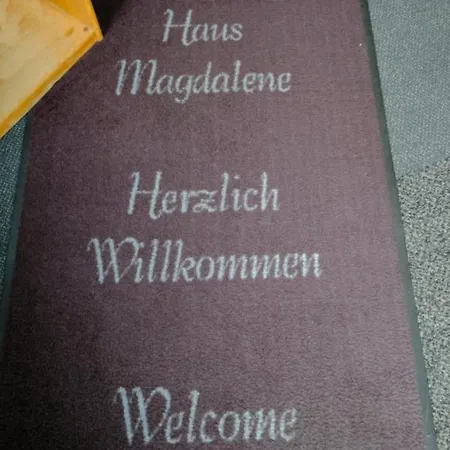 Haus
Magdalene
Herzlich
Willkommen
Welcome